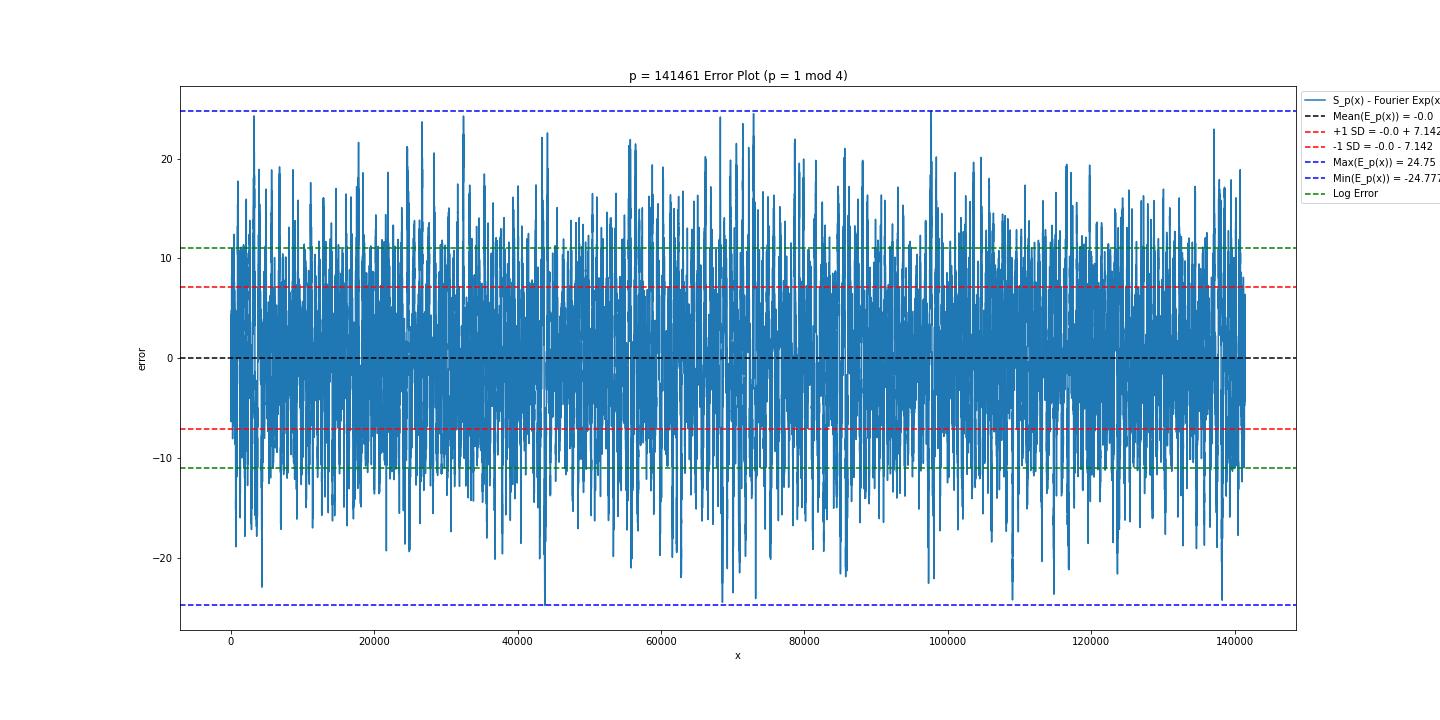 p = 141461 Error Plot (p = 1 mod 4)
S_p(x) - Fourier Exp(x
Mean(E_p(x)) = -0.0
+1 SD = -0.0 + 7.142
-1 SD = -0.0 - 7.142
Max(E_p(x)) = 24.75
Min(E_p(x)) = -24.777
Log Error
error
20
10
0
−10
−20
0 20000 40000 60000 80000 100000 120000 140000
x